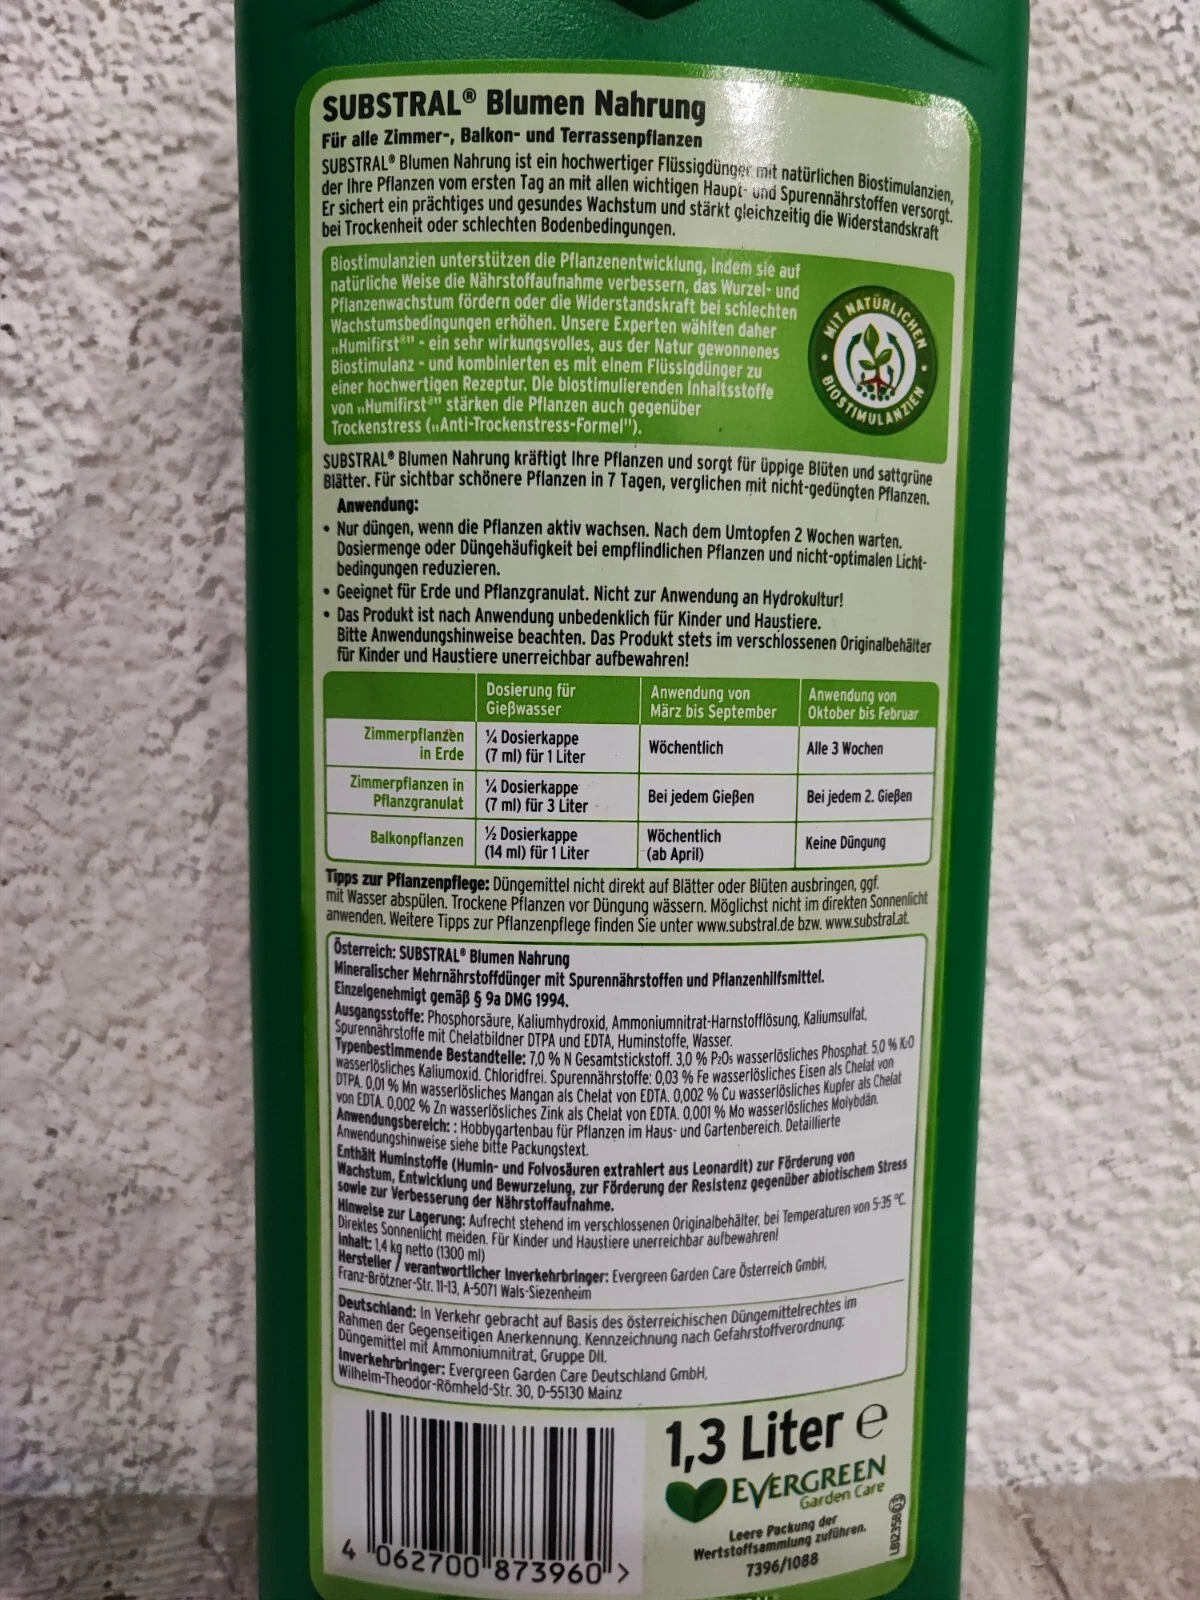 SUBSTRAL® Blumen Nahrung
Für alle Zimmer-, Balkon- und Terrassenpflanzen
SUBSTRAL® Blumen Nahrung ist ein hochwertiger Flüssigdünger mit natürlichen Biostimulanzien,
der Ihre Pflanzen vom ersten Tag an mit allen wichtigen Haupt- und Spurennährstoffen versorgt.
Er sichert ein prächtiges und gesundes Wachstum und stärkt gleichzeitig die Widerstandskraft
bei Trockenheit oder schlechten Bodenbedingungen.
Biostimulanzien unterstützen die Pflanzenentwicklung, indem sie auf
natürliche Weise die Nährstoffaufnahme verbessern, das Wurzel- und
Pflanzenwachstum fördern oder die Widerstandskraft bei schlechten
Wachstumsbedingungen erhöhen. Unsere Experten wählten daher
„Humifirst®" - ein sehr wirkungsvolles, aus der Natur gewonnenes
Biostimulanz - und kombinierten es mit einem Flüssigdünger zu
einer hochwertigen Rezeptur. Die biostimulierenden Inhaltsstoffe
von „Humifirst®" stärken die Pflanzen auch gegenüber
Trockenstress („Anti-Trockenstress-Formel").
MIT NATÜRLICHEN
BIOSTIMULANZIEN
SUBSTRAL® Blumen Nahrung kräftigt Ihre Pflanzen und sorgt für üppige Blüten und sattgrüne
Blätter. Für sichtbar schönere Pflanzen in 7 Tagen, verglichen mit nicht-gedüngten Pflanzen.
Anwendung:
• Nur düngen, wenn die Pflanzen aktiv wachsen. Nach dem Umtopfen 2 Wochen warten.
Dosiermenge oder Düngehäufigkeit bei empfindlichen Pflanzen und nicht-optimalen Licht-
bedingungen reduzieren.
• Geeignet für Erde und Pflanzgranulat. Nicht zur Anwendung an Hydrokultur!
• Das Produkt ist nach Anwendung unbedenklich für Kinder und Haustiere.
Bitte Anwendungshinweise beachten. Das Produkt stets im verschlossenen Originalbehälter
für Kinder und Haustiere unerreichbar aufbewahren!
Dosierung für Gießwasser Anwendung von März bis September Anwendung von Oktober bis Februar
Zimmerpflanzen in Erde ¼ Dosierkappe (7 ml) für 1 Liter Wöchentlich Alle 3 Wochen
Zimmerpflanzen in Pflanzgranulat ¼ Dosierkappe (7 ml) für 3 Liter Bei jedem Gießen Bei jedem 2. Gießen
Balkonpflanzen ½ Dosierkappe (14 ml) für 1 Liter Wöchentlich (ab April) Keine Düngung
Tipps zur Pflanzenpflege: Düngemittel nicht direkt auf Blätter oder Blüten ausbringen, ggf.
mit Wasser abspülen. Trockene Pflanzen vor Düngung wässern. Möglichst nicht im direkten Sonnenlicht
anwenden. Weitere Tipps zur Pflanzenpflege finden Sie unter www.substral.de bzw. www.substral.at.
Österreich: SUBSTRAL® Blumen Nahrung
Mineralischer Mehrnährstoffdünger mit Spurennährstoffen und Pflanzenhilfsmittel.
Einzelgenehmigt gemäß § 9a DMG 1994.
Ausgangsstoffe: Phosphorsäure, Kaliumhydroxid, Ammoniumnitrat-Harnstofflösung, Kaliumsulfat,
Spurennährstoffe mit Chelatbildner DTPA und EDTA, Huminstoffe, Wasser.
Typenbestimmende Bestandteile: 7,0 % N Gesamtstickstoff. 3,0 % P₂O₅ wasserlösliches Phosphat. 5,0 % K₂O
wasserlösliches Kaliumoxid. Chloridfrei. Spurennährstoffe: 0,03 % Fe wasserlösliches Eisen als Chelat von
DTPA. 0,01 % Mn wasserlösliches Mangan als Chelat von EDTA. 0,002 % Cu wasserlösliches Kupfer als Chelat
von EDTA. 0,002 % Zn wasserlösliches Zink als Chelat von EDTA. 0,001 % Mo wasserlösliches Molybdän.
Anwendungsbereich: : Hobbygartenbau für Pflanzen im Haus- und Gartenbereich. Detaillierte
Anwendungshinweise siehe bitte Packungstext.
Enthält Huminstoffe (Humin- und Folvosäuren extrahiert aus Leonardit) zur Förderung von
Wachstum, Entwicklung und Bewurzelung, zur Förderung der Resistenz gegenüber abiotischem Stress
sowie zur Verbesserung der Nährstoffaufnahme.
Hinweise zur Lagerung: Aufrecht stehend im verschlossenen Originalbehälter, bei Temperaturen von 5-35 °C.
Direktes Sonnenlicht meiden. Für Kinder und Haustiere unerreichbar aufbewahren!
Inhalt: 1,4 kg netto (1300 ml)
Hersteller / verantwortlicher Inverkehrbringer: Evergreen Garden Care Österreich GmbH,
Franz-Brötzner-Str. 11-13, A-5071 Wals-Siezenheim
Deutschland: In Verkehr gebracht auf Basis des österreichischen Düngemittelrechtes im
Rahmen der Gegenseitigen Anerkennung. Kennzeichnung nach Gefahrstoffverordnung:
Düngemittel mit Ammoniumnitrat, Gruppe DII.
Inverkehrbringer: Evergreen Garden Care Deutschland GmbH,
Wilhelm-Theodor-Römheld-Str. 30, D-55130 Mainz
1,3 Liter e
EVERGREEN
Garden Care
Leere Packung der
Wertstoffsammlung zuführen.
7396/1088
LB12358
4 062700 873960 >